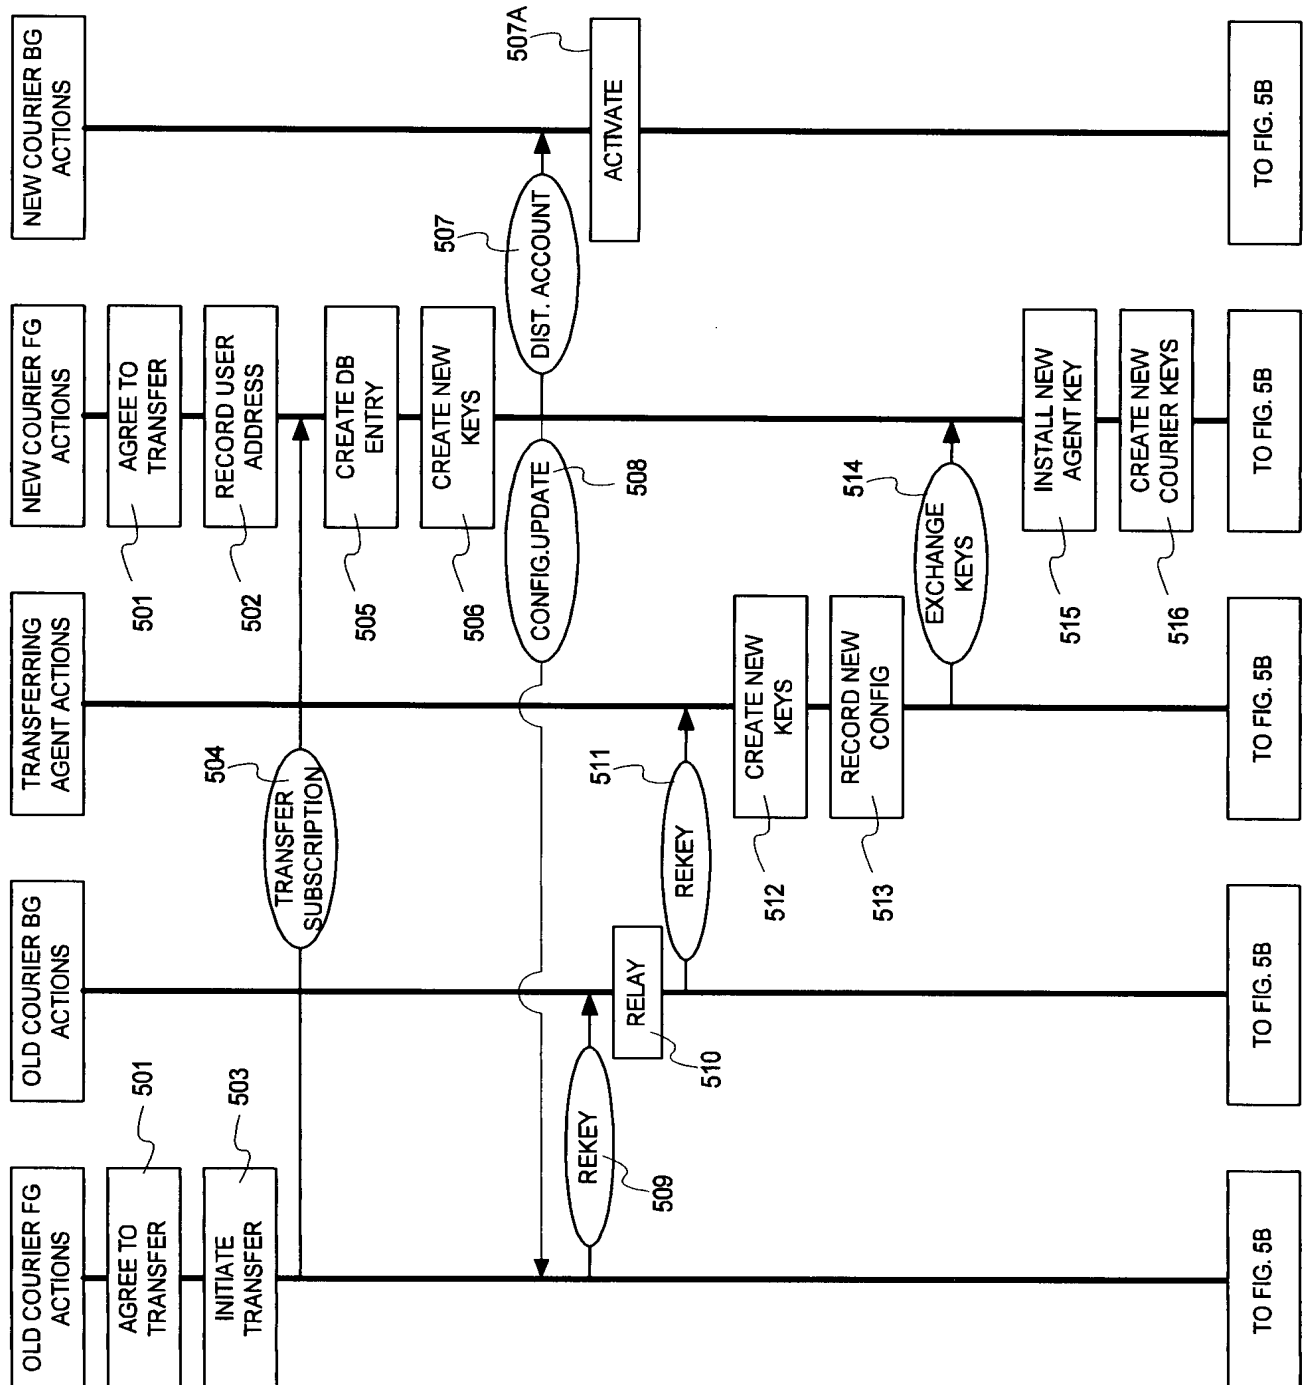 OLD COURIER FG
ACTIONS
OLD COURIER BG
ACTIONS
TRANSFERRING
AGENT ACTIONS
NEW COURIER FG
ACTIONS
NEW COURIER BG
ACTIONS
AGREE TO
TRANSFER
501
INITIATE
TRANSFER
503
AGREE TO
TRANSFER
501
RECORD USER
ADDRESS
502
504
TRANSFER
SUBSCRIPTION
CREATE DB
ENTRY
505
CREATE NEW
KEYS
506
507
DIST. ACCOUNT
CONFIG.UPDATE
508
507A
ACTIVATE
REKEY
509
RELAY
510
511
REKEY
CREATE NEW
KEYS
512
RECORD NEW
CONFIG
513
514
EXCHANGE
KEYS
INSTALL NEW
AGENT KEY
515
CREATE NEW
COURIER KEYS
516
TO FIG. 5B
TO FIG. 5B
TO FIG. 5B
TO FIG. 5B
TO FIG. 5B